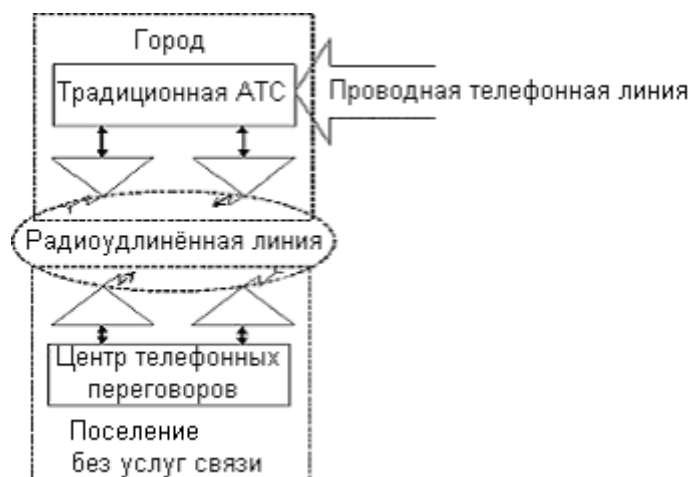 Город
Традиционная АТС
Проводная телефонная линия
Радиоудлинённая линия
Центр телефонных
переговоров
Поселение
без услуг связи